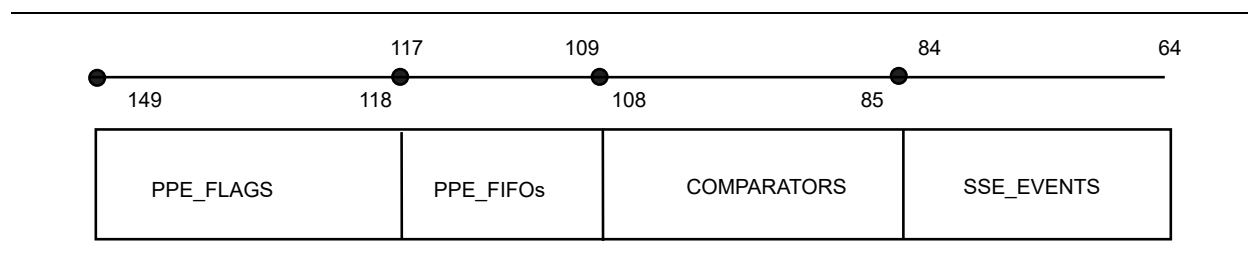 117 109 84 64
149 118 108 85
PPE_FLAGS PPE_FIFOs COMPARATORS SSE_EVENTS